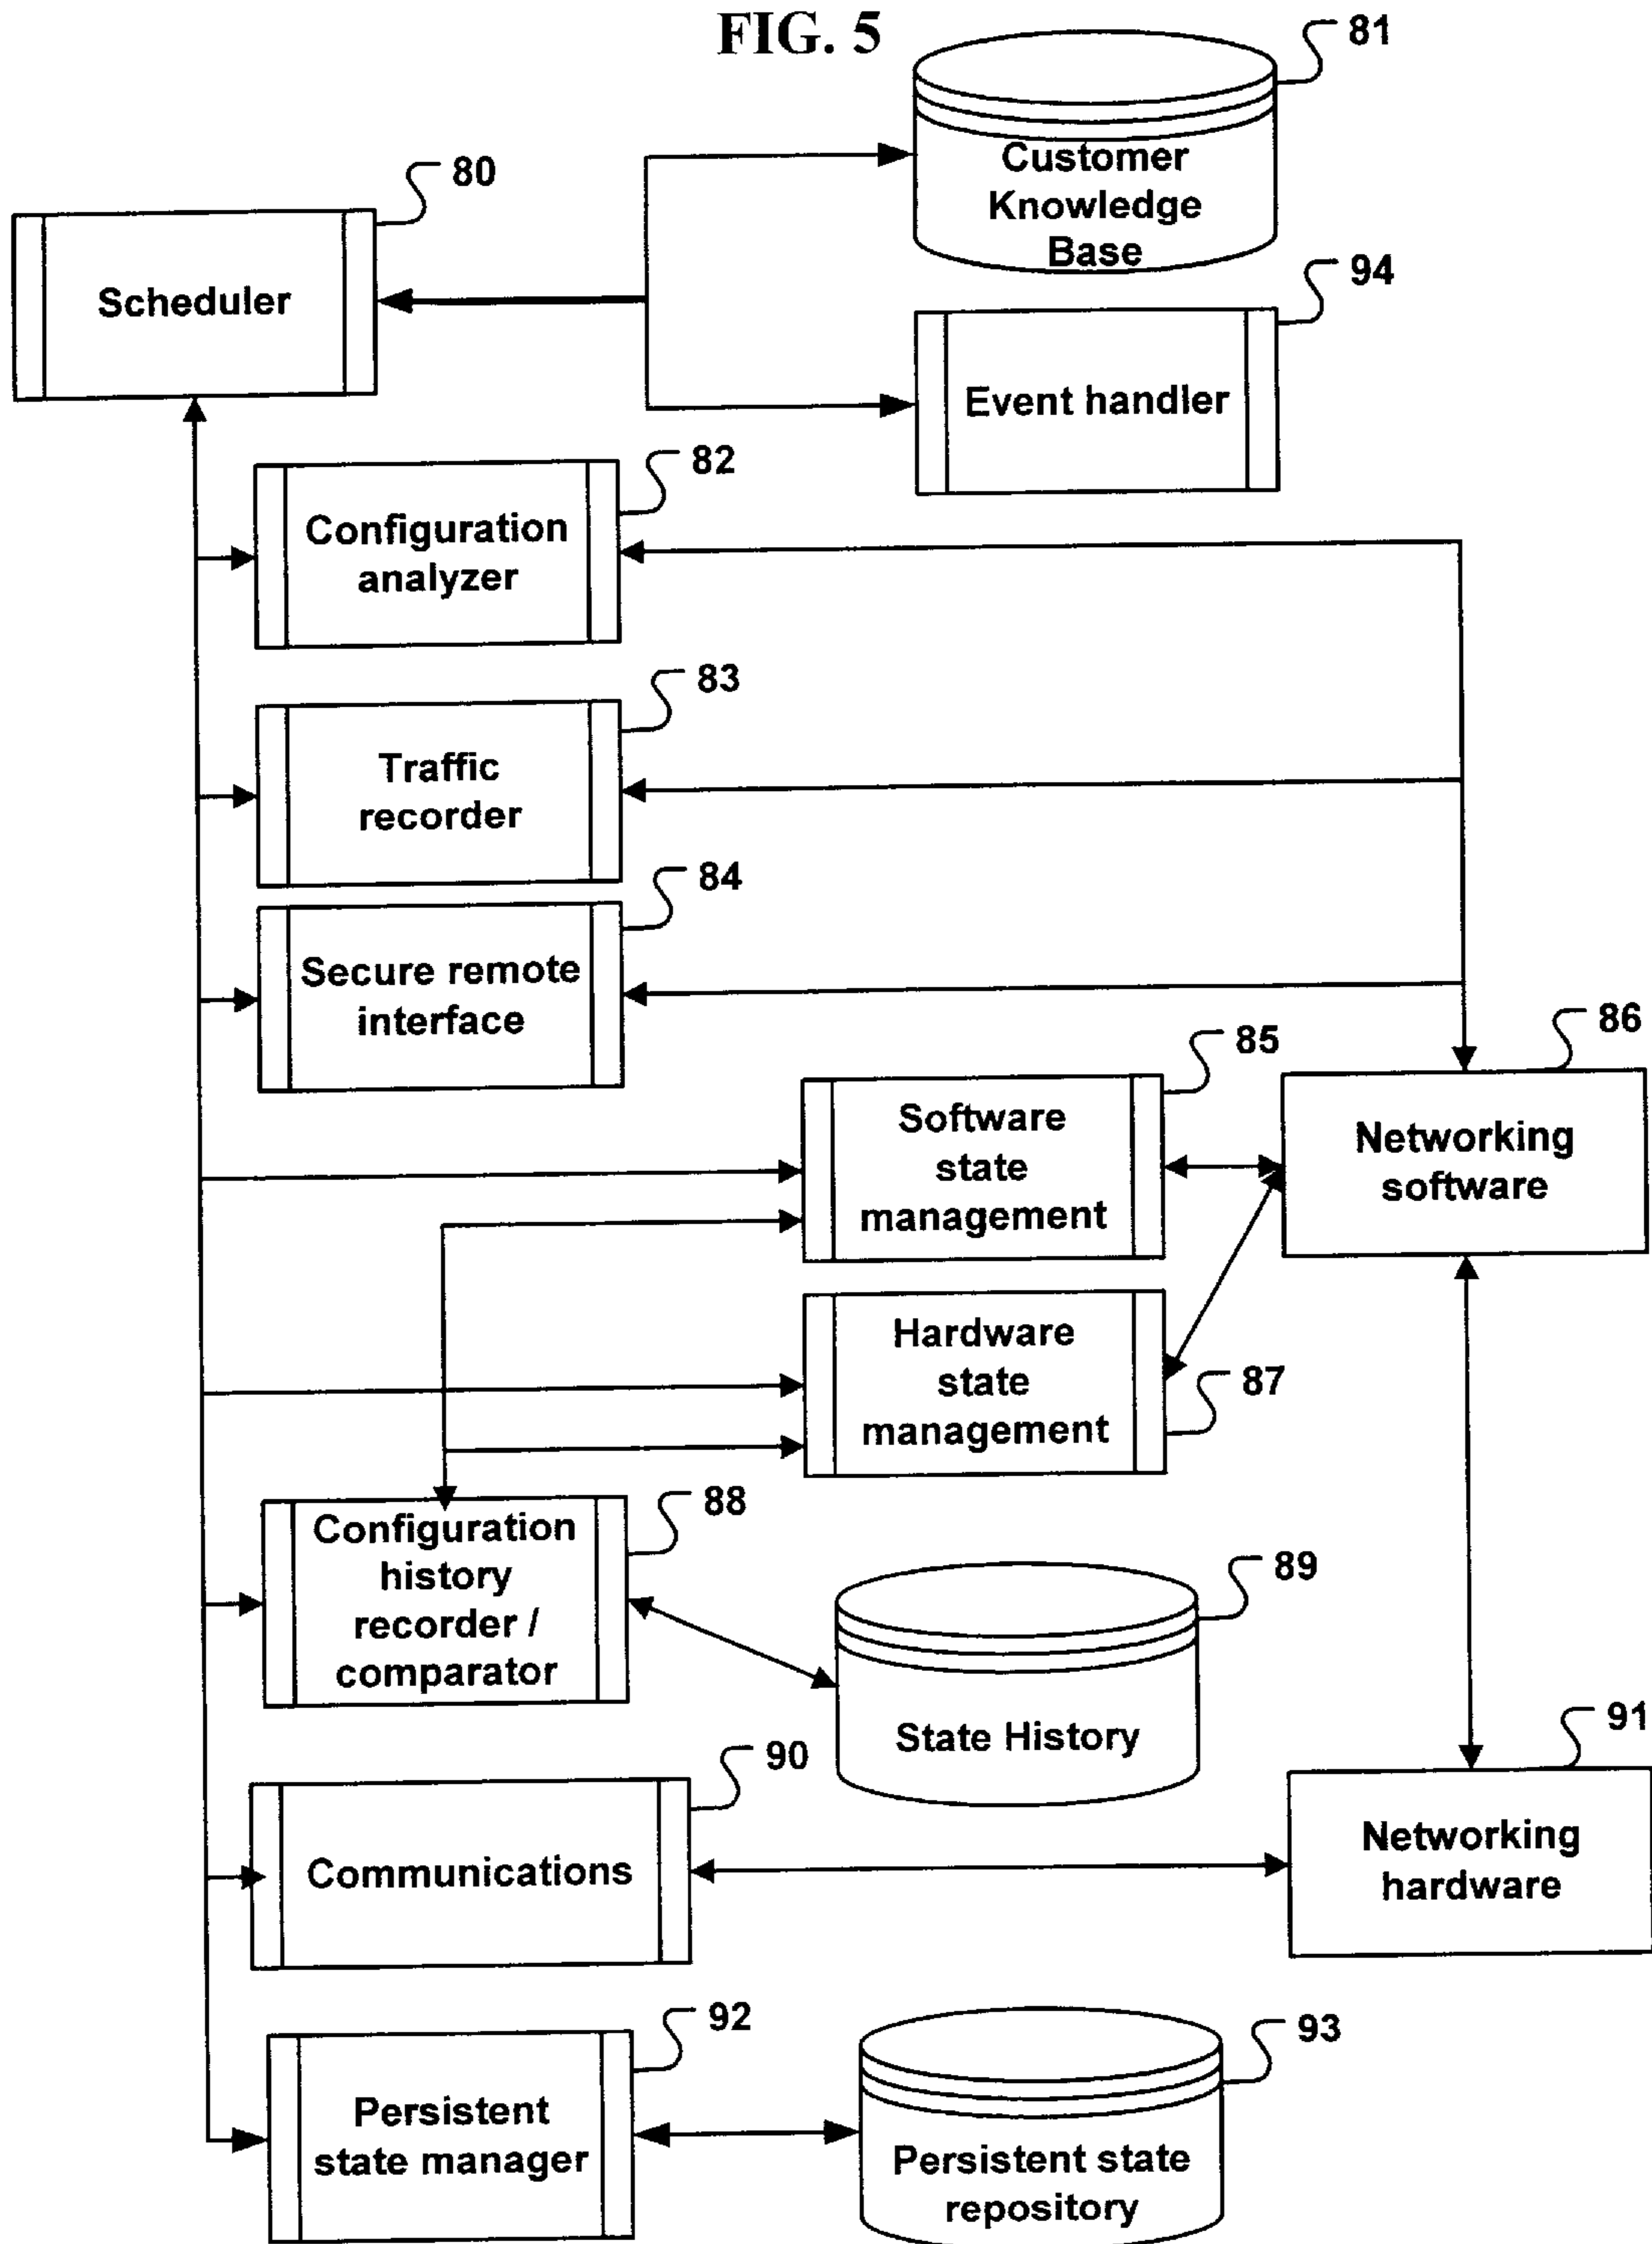 FIG. 5
81
Customer
Knowledge
Base
80
Scheduler
94
Event handler
82
Configuration
analyzer
83
Traffic
recorder
84
Secure remote
interface
85
Software
state
management
86
Networking
software
Hardware
state
management
87
88
Configuration
history
recorder /
comparator
89
State History
90
Communications
91
Networking
hardware
92
Persistent
state manager
93
Persistent state
repository